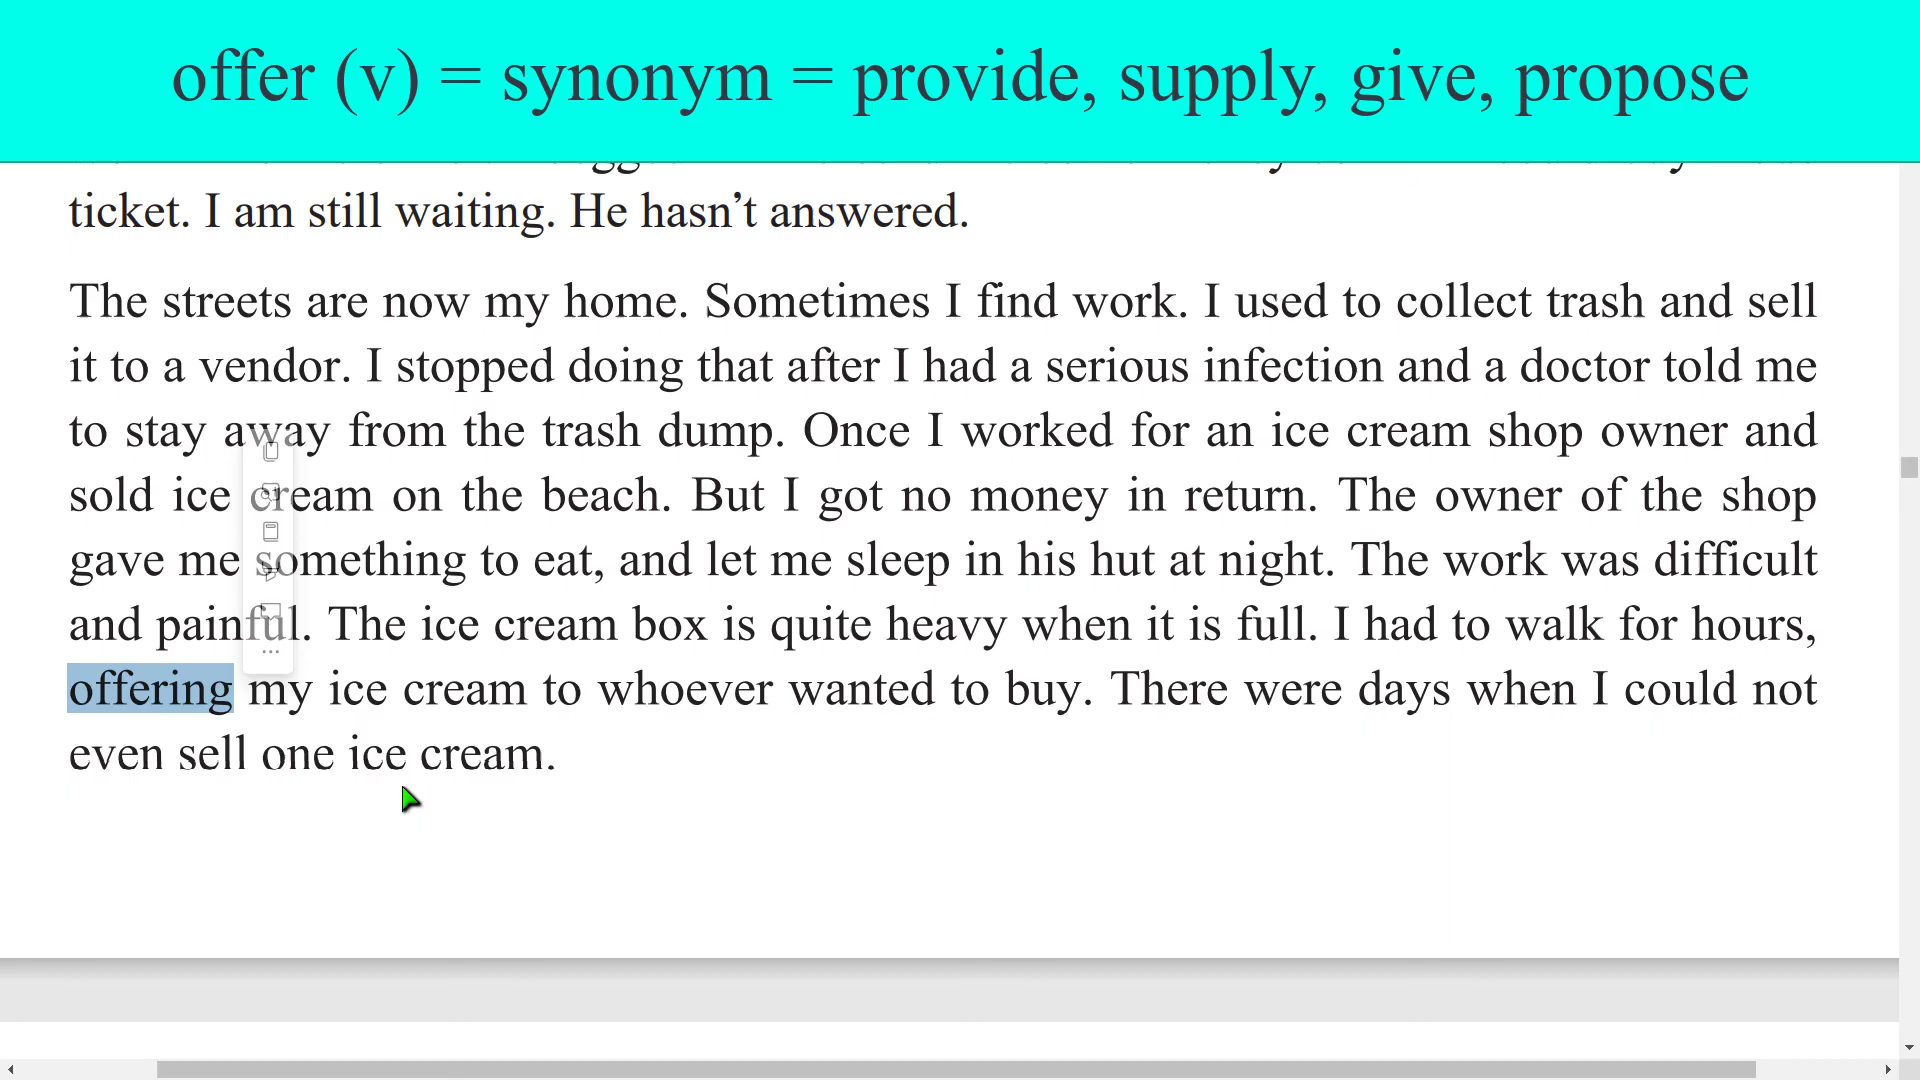 offer (v) = synonym = provide, supply, give, propose
ticket. I am still waiting. He hasn’t answered.
The streets are now my home. Sometimes I find work. I used to collect trash and sell
it to a vendor. I stopped doing that after I had a serious infection and a doctor told me
to stay away from the trash dump. Once I worked for an ice cream shop owner and
sold ice cream on the beach. But I got no money in return. The owner of the shop
gave me something to eat, and let me sleep in his hut at night. The work was difficult
and painful. The ice cream box is quite heavy when it is full. I had to walk for hours,
offering my ice cream to whoever wanted to buy. There were days when I could not
even sell one ice cream.